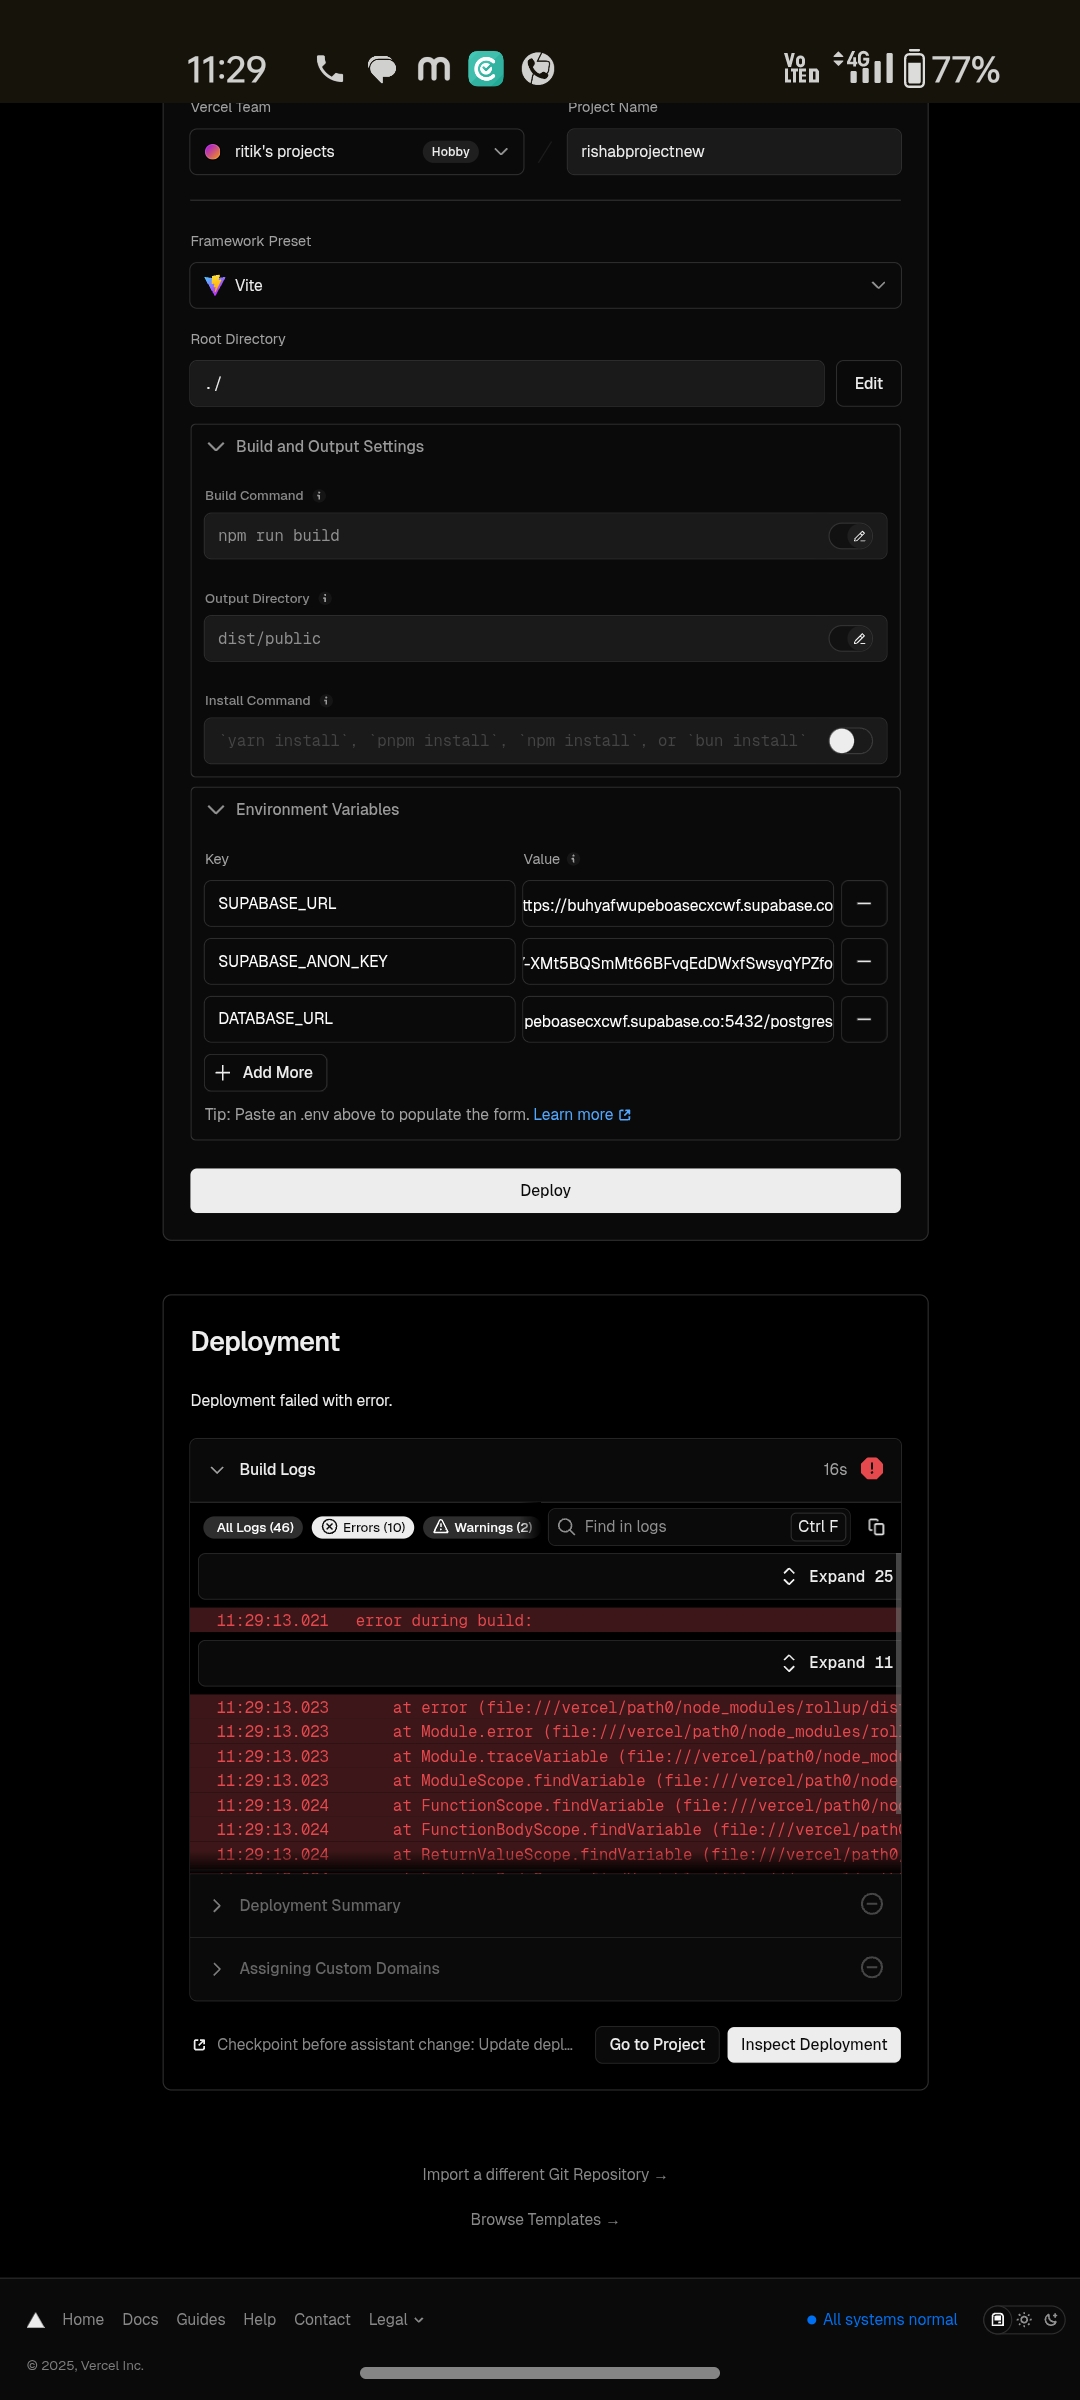 11:29 Vo LTE D 4G 77%
Vercel Team Project Name
ritik's projects Hobby rishabprojectnew
Framework Preset
Vite
Root Directory
./ Edit
Build and Output Settings
Build Command
npm run build
Output Directory
dist/public
Install Command
`yarn install`, `pnpm install`, `npm install`, or `bun install`
Environment Variables
Key Value
SUPABASE_URL ttps://buhyafwupeboasecxcwf.supabase.co
SUPABASE_ANON_KEY -XMt5BQSmMt66BFvqEdDWxfSwsyqYPZfo
DATABASE_URL peboasecxcwf.supabase.co:5432/postgres
Add More
Tip: Paste an .env above to populate the form. Learn more
Deploy
Deployment
Deployment failed with error.
Build Logs 16s
All Logs (46) Errors (10) Warnings (2) Find in logs Ctrl F
Expand 25
11:29:13.021 error during build:
Expand 11
11:29:13.023 at error (file:///vercel/path0/node_modules/rollup/dis
11:29:13.023 at Module.error (file:///vercel/path0/node_modules/rol
11:29:13.023 at Module.traceVariable (file:///vercel/path0/node_mod
11:29:13.023 at ModuleScope.findVariable (file:///vercel/path0/node
11:29:13.024 at FunctionScope.findVariable (file:///vercel/path0/no
11:29:13.024 at FunctionBodyScope.findVariable (file:///vercel/path0
11:29:13.024 at ReturnValueScope.findVariable (file:///vercel/path0
Deployment Summary
Assigning Custom Domains
Checkpoint before assistant change: Update depl... Go to Project Inspect Deployment
Import a different Git Repository →
Browse Templates →
Home Docs Guides Help Contact Legal All systems normal
© 2025, Vercel Inc.